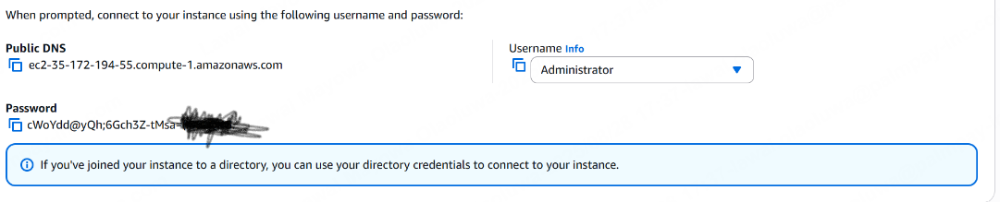 When prompted, connect to your instance using the following username and password:
Public DNS
ec2-35-172-194-55.compute-1.amazonaws.com
Username Info
Administrator
Password
cWoYdd@yQh;6Gch3Z-tMsa=
If you've joined your instance to a directory, you can use your directory credentials to connect to your instance.